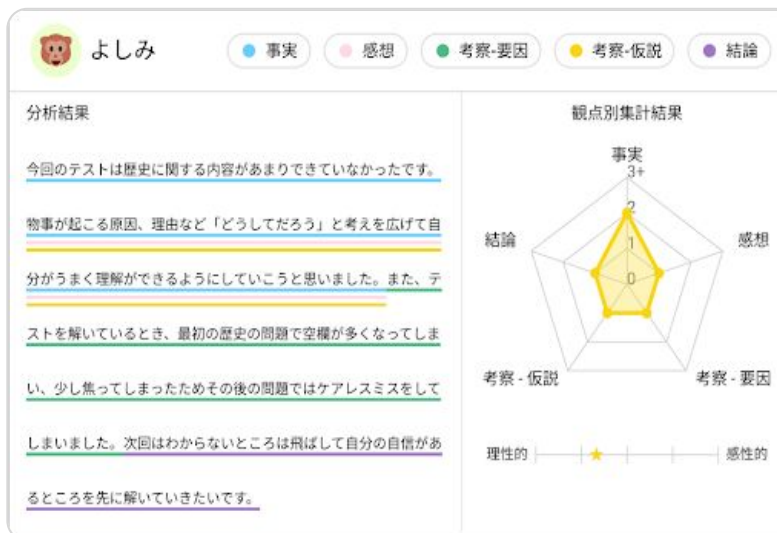 よしみ
事実
感想
考察-要因
考察-仮説
結論
分析結果
今回のテストは歴史に関する内容があまりできていなかったです。
物事が起こる原因、理由など「どうしてだろう」と考えを広げて自
分がうまく理解ができるようにしていこうと思いました。また、テ
ストを解いているとき、最初の歴史の問題で空欄が多くなってしま
い、少し焦ってしまったためその後の問題ではケアレスミスをして
しまいました。次回はわからないところは飛ばして自分の自信があ
るところを先に解いていきたいです。
観点別集計結果
事実
3+
2
1
0
結論
感想
考察 - 仮説
考察 - 要因
理性的
感性的